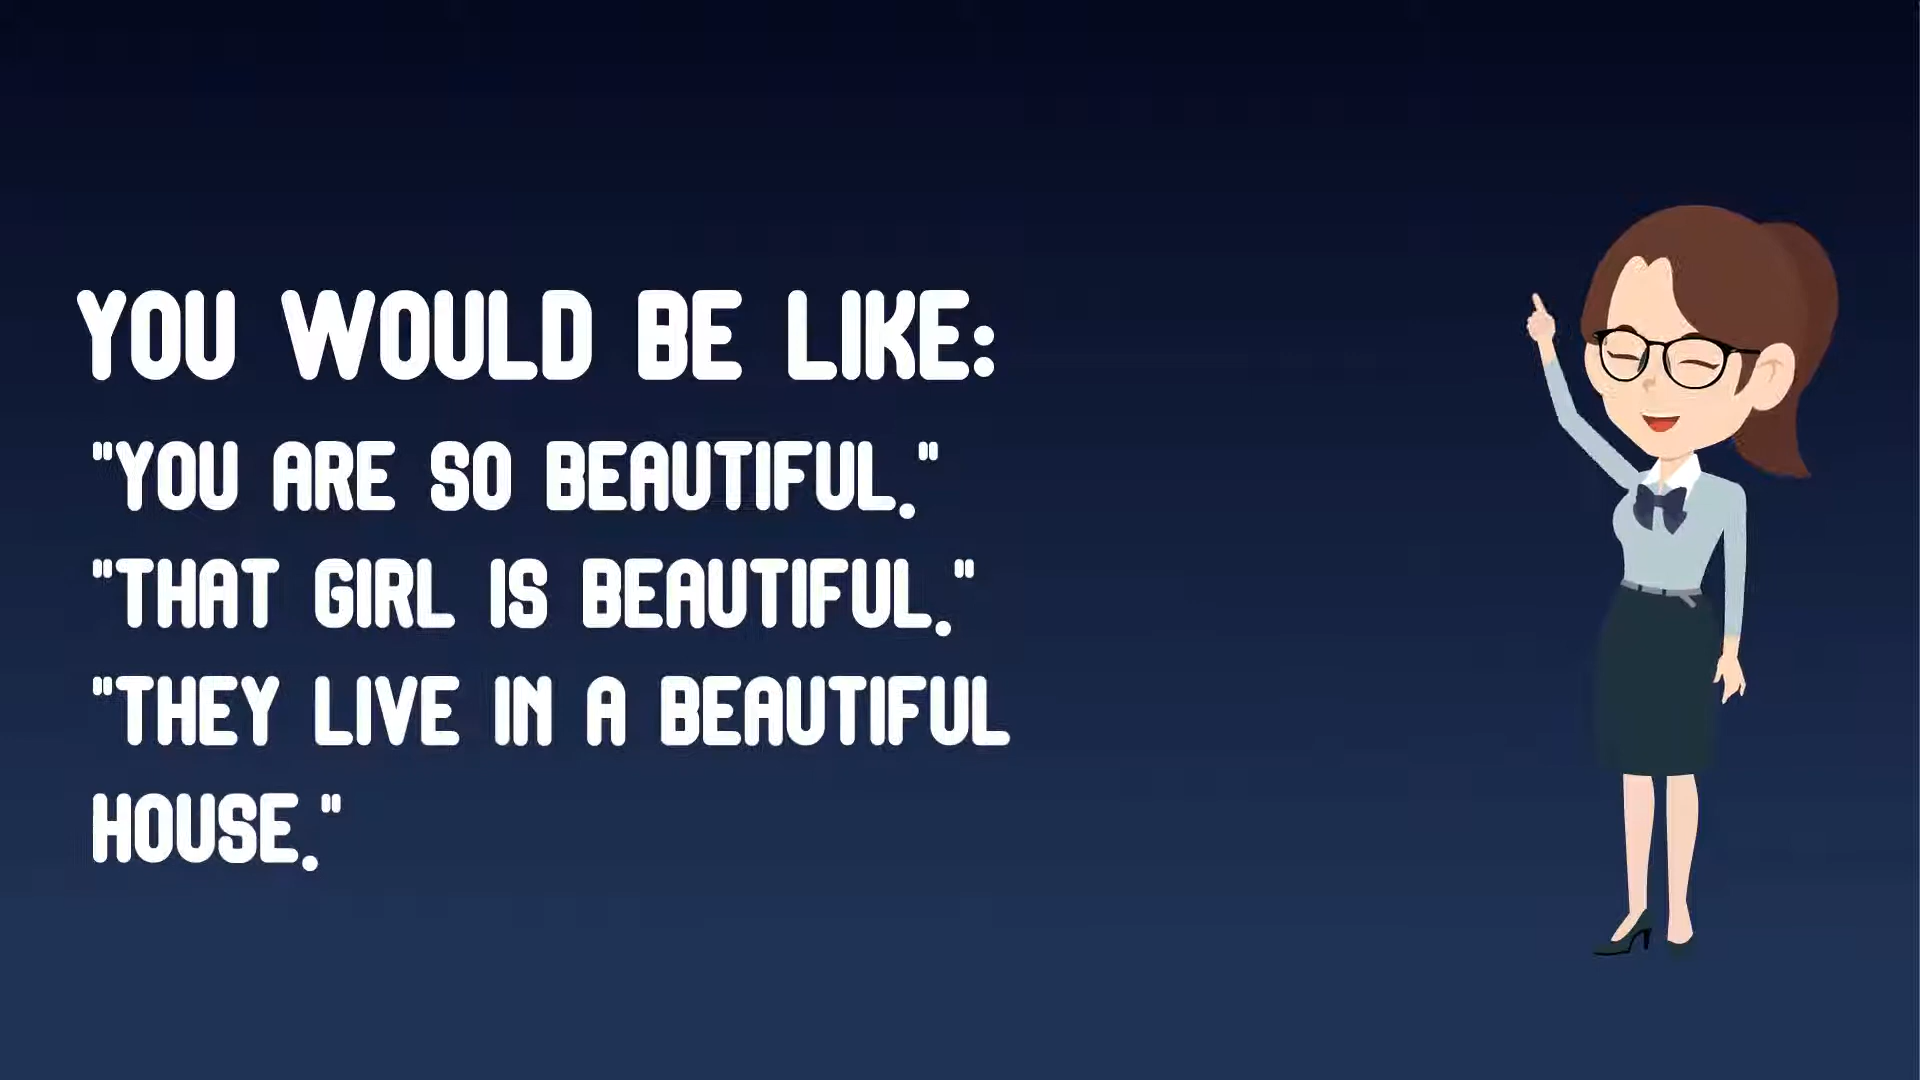 YOU WOULD BE LIKE:
"YOU ARE SO BEAUTIFUL."
"THAT GIRL IS BEAUTIFUL."
"THEY LIVE IN A BEAUTIFUL
HOUSE."